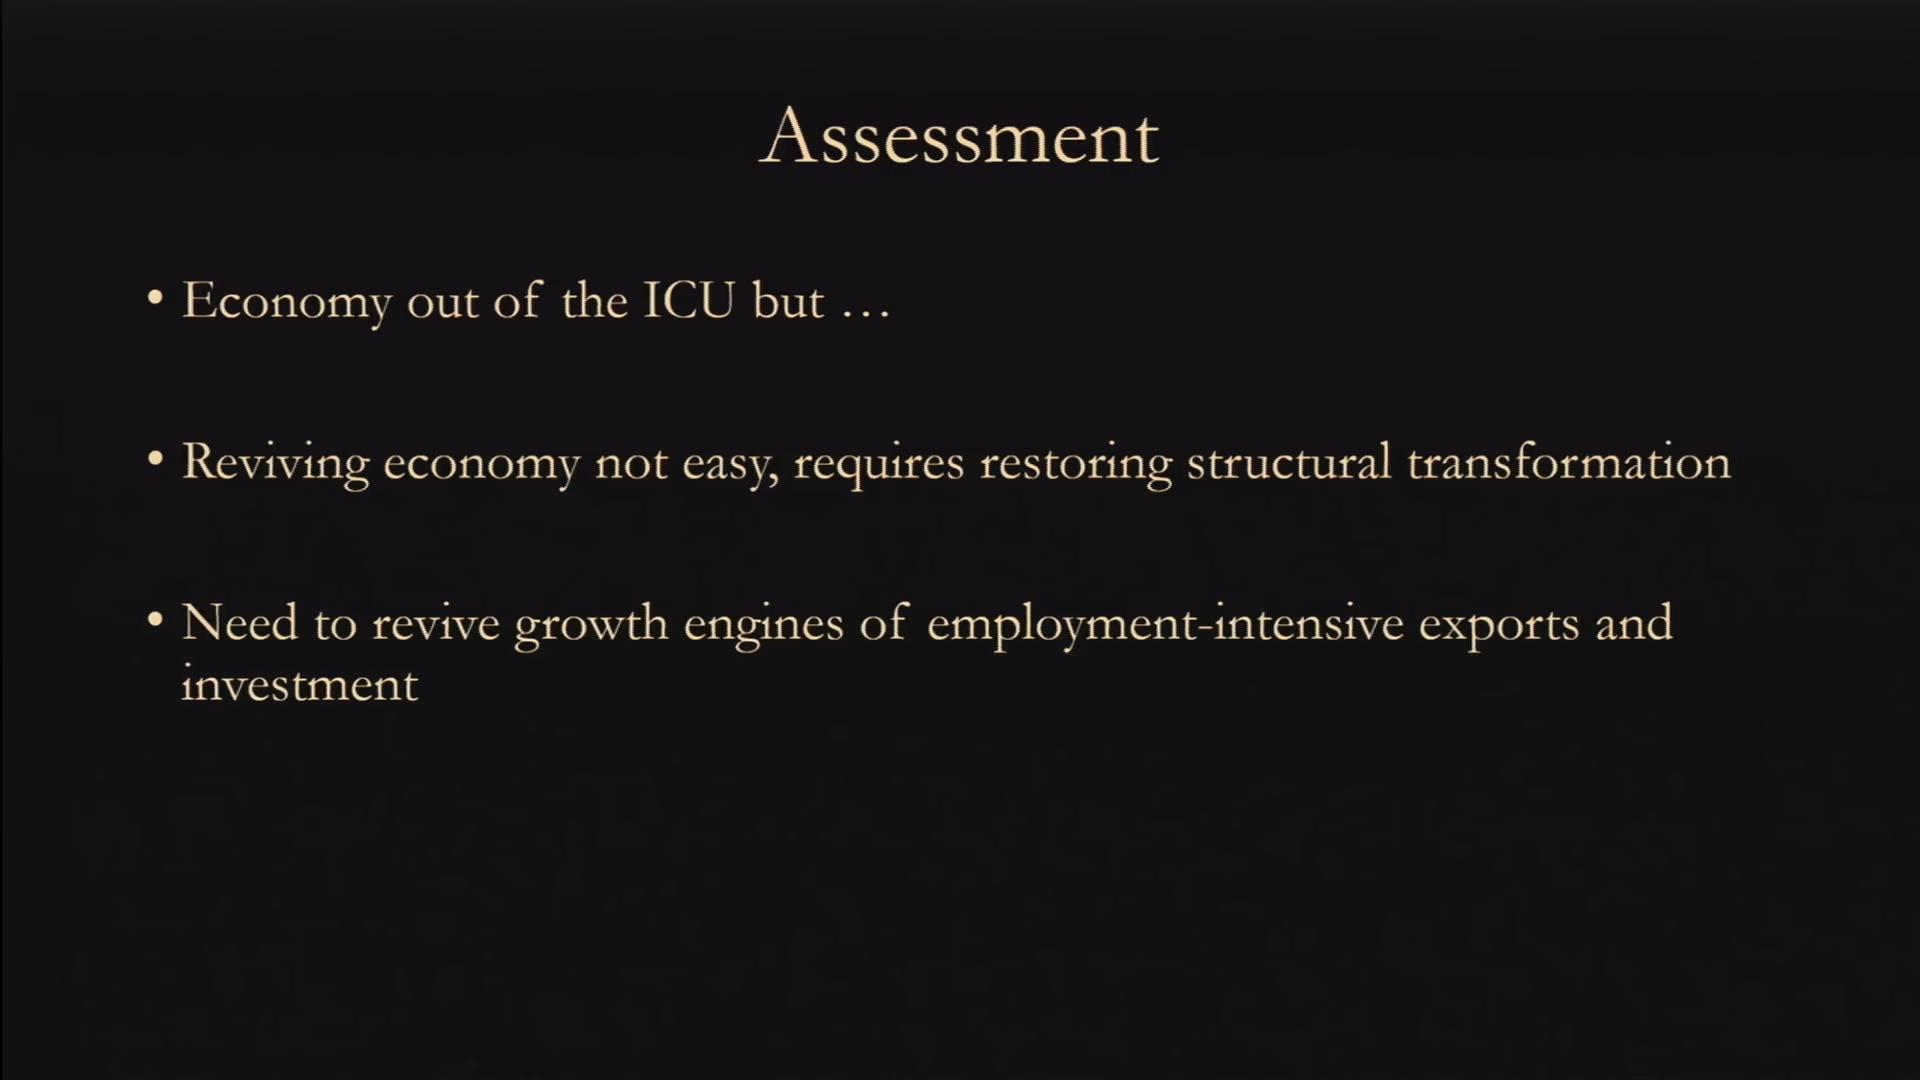 Assessment
• Economy out of the ICU but …
• Reviving economy not easy, requires restoring structural transformation
• Need to revive growth engines of employment-intensive exports and
investment